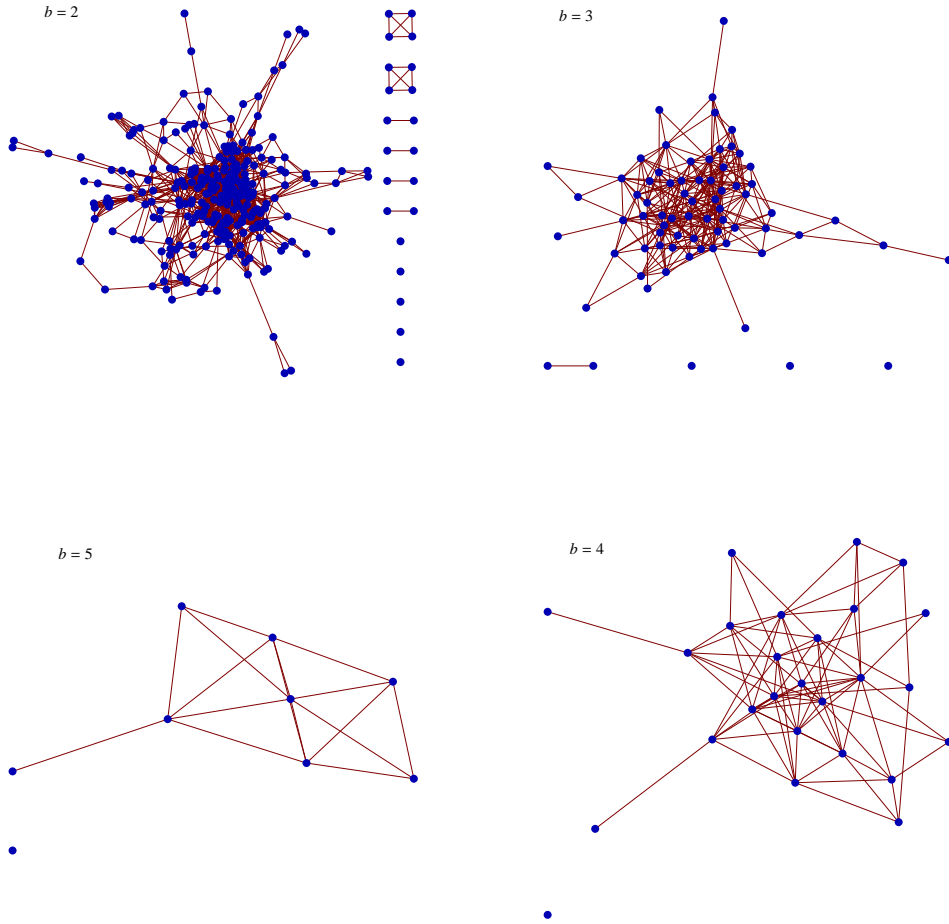 b = 2
b = 3
b = 5
b = 4